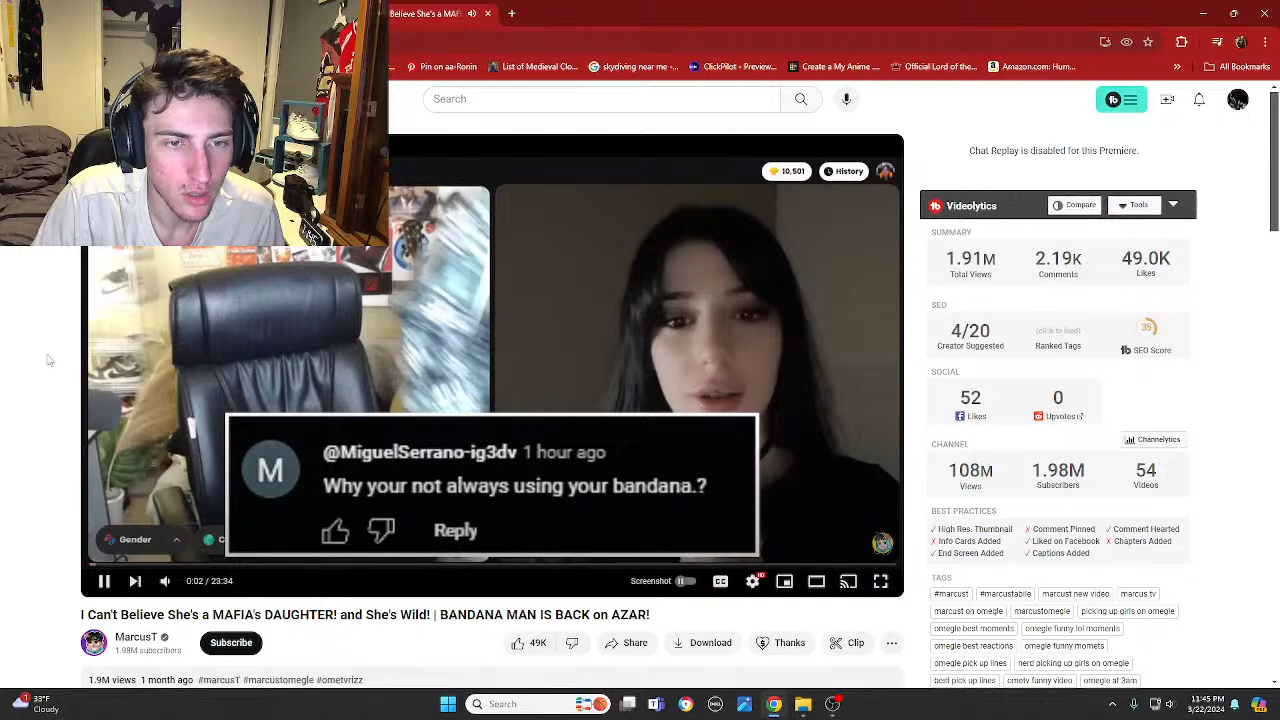 Believe She's a MAF
Pin on aa-Ronin
List of Medieval Clo...
skydiving near me -...
ClickPilot - Preview...
Create a My Anime ...
Official Lord of the...
Amazon.com: Hum...
All Bookmarks
Search
Chat Replay is disabled for this Premiere.
10,501
History
tb Videolytics
Compare
Tools
SUMMARY
1.91M
2.19K
49.0K
Total Views
Comments
Likes
SEO
4/20
(click to load)
35
Creator Suggested
Ranked Tags
tb SEO Score
SOCIAL
52
0
Likes
Upvotes
CHANNEL
Channelytics
108M
1.98M
54
Views
Subscribers
Videos
BEST PRACTICES
✓ High Res. Thumbnail
✗ Comment Pinned
✓ Comment Hearted
✗ Info Cards Added
✓ Liked on Facebook
✗ Chapters Added
✓ End Screen Added
✓ Captions Added
TAGS
#marcust
#marcustabile
marcust new video
marcus tv
marcust on omegle
marcustomegle
picking up girls on omegle
omegle best moments
omegle funny lol moments
omegle best reactions
omegle funny momets
omegle pick up lines
nerd picking up girls on omegle
best pick up lines
ometv funny video
omegle at 3am
M
@MiguelSerrano-ig3dv 1 hour ago
Why your not always using your bandana.?
Reply
Gender
0:02 / 23:34
Screenshot
CC
HD
I Can't Believe She's a MAFIA's DAUGHTER! and She's Wild! | BANDANA MAN IS BACK on AZAR!
MarcusT
1.98M subscribers
Subscribe
49K
Share
Download
Thanks
Clip
1.9M views 1 month ago #marcusT #marcustomegle #ometvrizz
1
33°F
Cloudy
Search
DELL
11:45 PM
3/22/2024